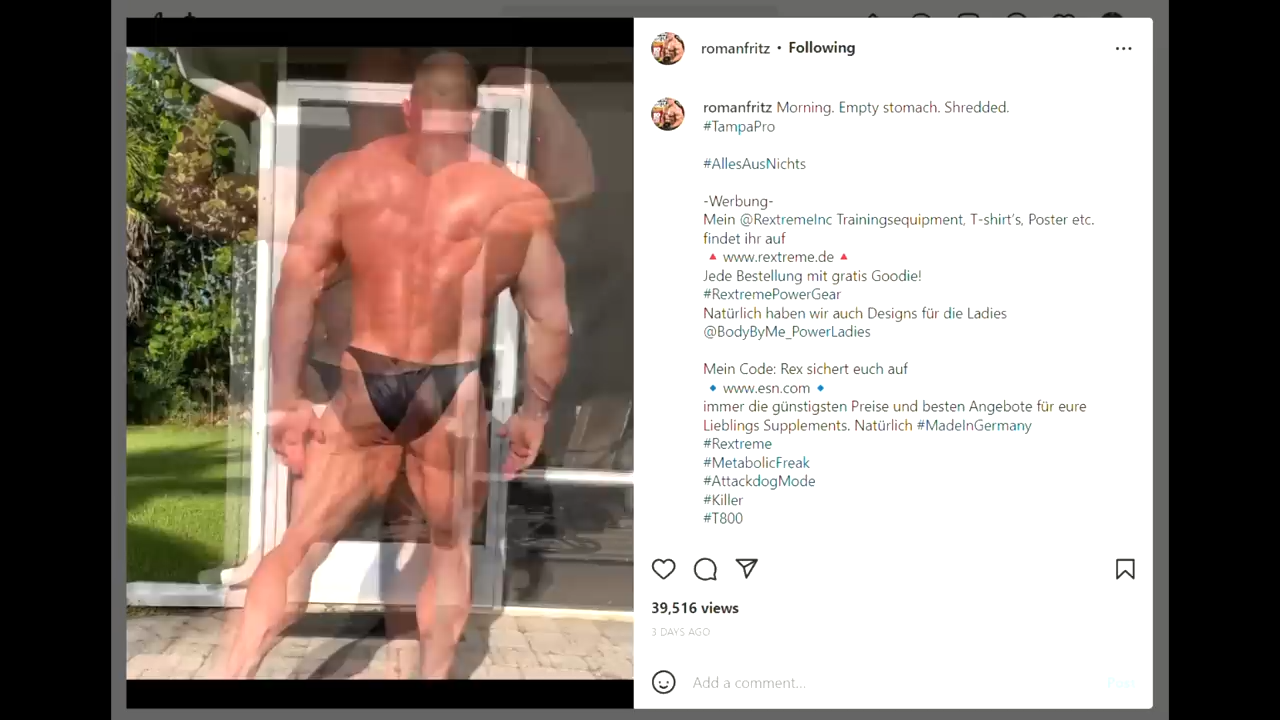 romanfritz • Following
romanfritz Morning. Empty stomach. Shredded.
#TampaPro
#AllesAusNichts
-Werbung-
Mein @RextremeInc Trainingsequipment, T-shirt's, Poster etc.
findet ihr auf
🔺 www.rextreme.de 🔺
Jede Bestellung mit gratis Goodie!
#RextremePowerGear
Natürlich haben wir auch Designs für die Ladies
@BodyByMe_PowerLadies
Mein Code: Rex sichert euch auf
🔹 www.esn.com 🔹
immer die günstigsten Preise und besten Angebote für eure
Lieblings Supplements. Natürlich #MadeInGermany
#Rextreme
#MetabolicFreak
#AttackdogMode
#Killer
#T800
39,516 views
3 DAYS AGO
Add a comment... Post